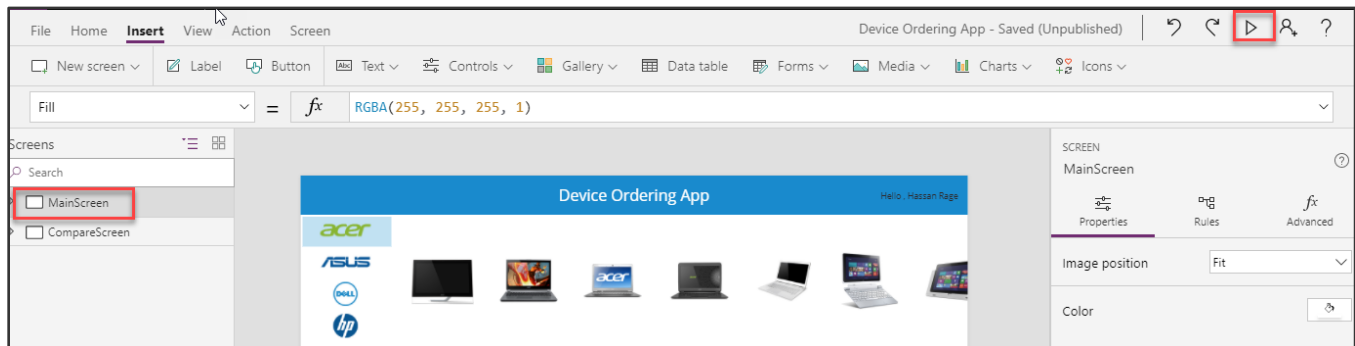 File Home Insert View Action Screen Device Ordering App - Saved (Unpublished) ?
New screen Label Button Abc Text Controls Gallery Data table Forms Media Charts Icons
Fill = fx RGBA(255, 255, 255, 1)
Screens
Search
MainScreen
CompareScreen
Device Ordering App Hello , Hassan Rage
acer
ASUS
DELL
hp
acer
SCREEN
MainScreen
?
fx
Properties Rules Advanced
Image position Fit
Color